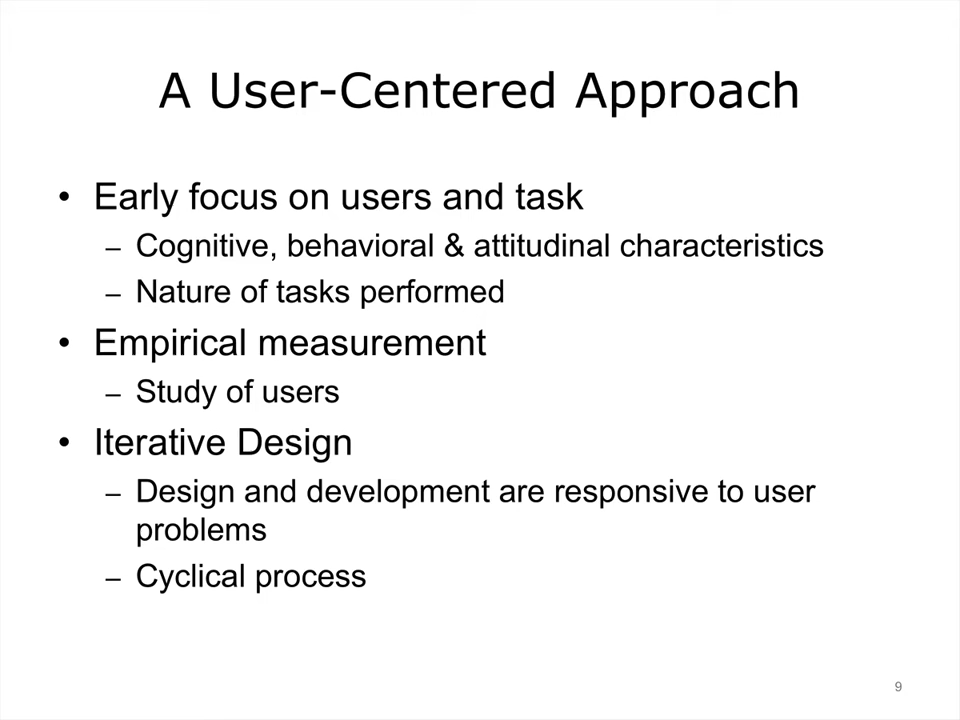 A User-Centered Approach
• Early focus on users and task
– Cognitive, behavioral & attitudinal characteristics
– Nature of tasks performed
• Empirical measurement
– Study of users
• Iterative Design
– Design and development are responsive to user
problems
– Cyclical process
9